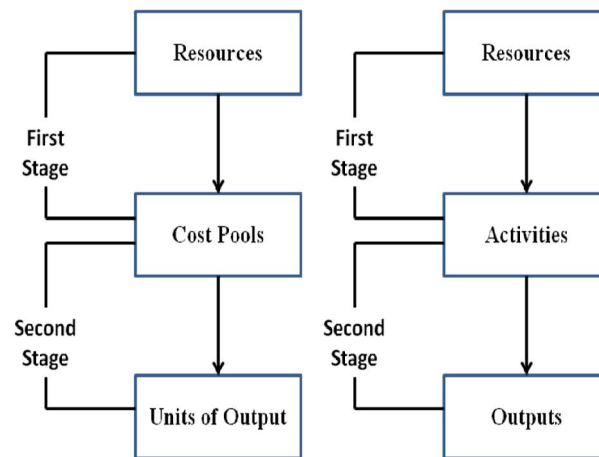 Resources
First
Stage
Cost Pools
Second
Stage
Units of Output
Resources
First
Stage
Activities
Second
Stage
Outputs